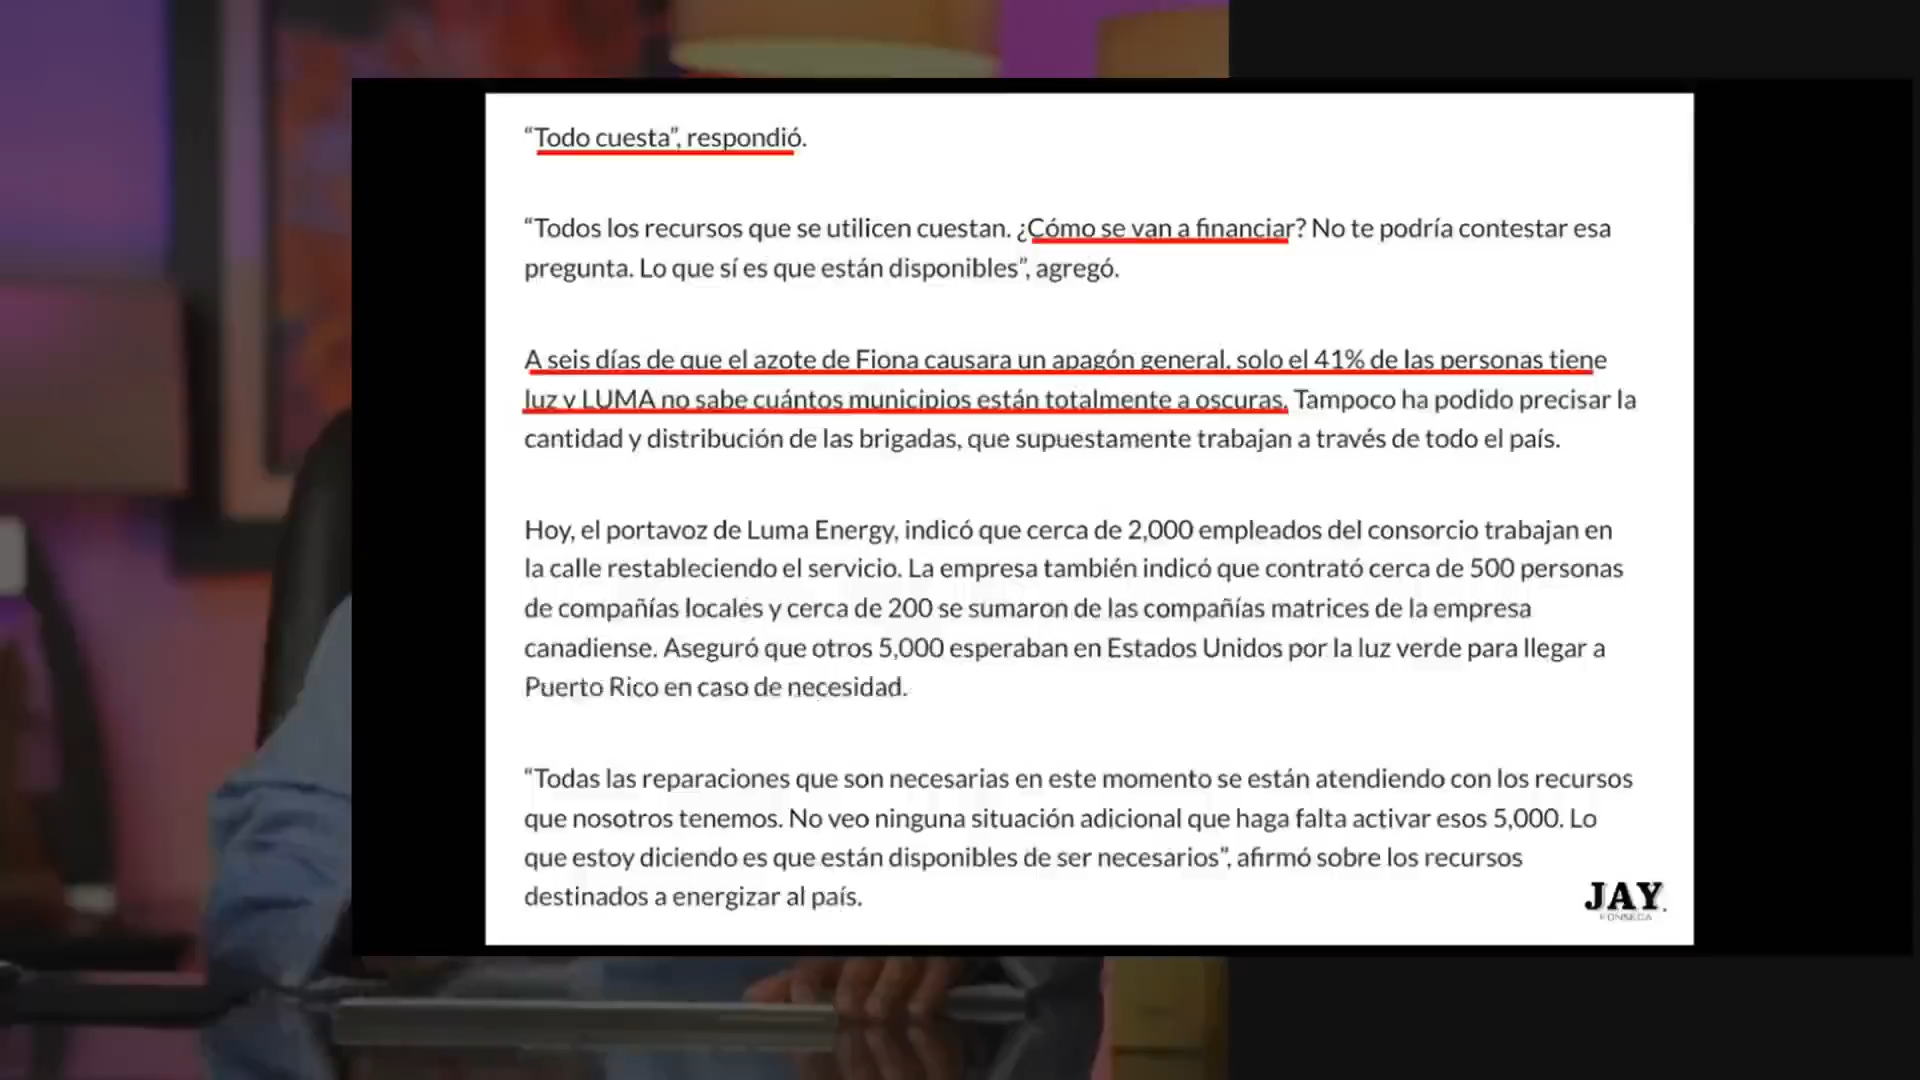 “Todo cuesta”, respondió.
“Todos los recursos que se utilicen cuestan. ¿Cómo se van a financiar? No te podría contestar esa
pregunta. Lo que sí es que están disponibles”, agregó.
A seis días de que el azote de Fiona causara un apagón general, solo el 41% de las personas tiene
luz y LUMA no sabe cuántos municipios están totalmente a oscuras. Tampoco ha podido precisar la
cantidad y distribución de las brigadas, que supuestamente trabajan a través de todo el país.
Hoy, el portavoz de Luma Energy, indicó que cerca de 2,000 empleados del consorcio trabajan en
la calle restableciendo el servicio. La empresa también indicó que contrató cerca de 500 personas
de compañías locales y cerca de 200 se sumaron de las compañías matrices de la empresa
canadiense. Aseguró que otros 5,000 esperaban en Estados Unidos por la luz verde para llegar a
Puerto Rico en caso de necesidad.
“Todas las reparaciones que son necesarias en este momento se están atendiendo con los recursos
que nosotros tenemos. No veo ninguna situación adicional que haga falta activar esos 5,000. Lo
que estoy diciendo es que están disponibles de ser necesarios”, afirmó sobre los recursos
destinados a energizar al país.
JAY.
FONSECA